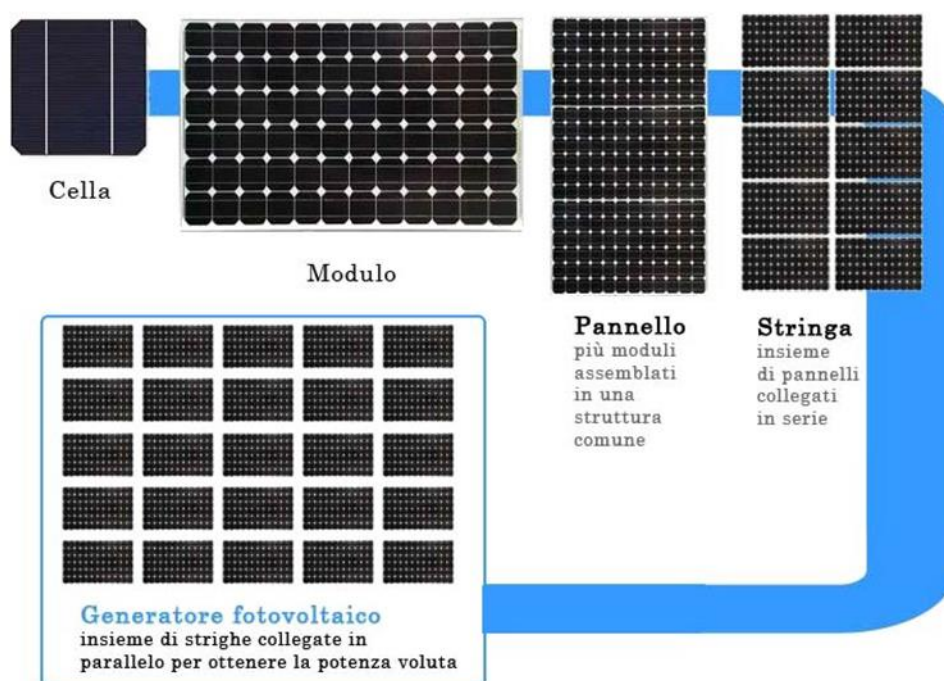 Cella
Modulo
Pannello
più moduli
assemblati
in una
struttura
comune
Stringa
insieme
di pannelli
collegati
in serie
Generatore fotovoltaico
insieme di strighe collegate in
parallelo per ottenere la potenza voluta